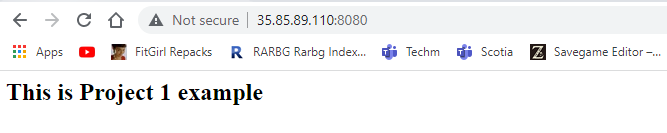 Not secure | 35.85.89.110:8080
Apps FitGirl Repacks R RARBG Rarbg Index... Techm Scotia Savegame Editor –...
This is Project 1 example